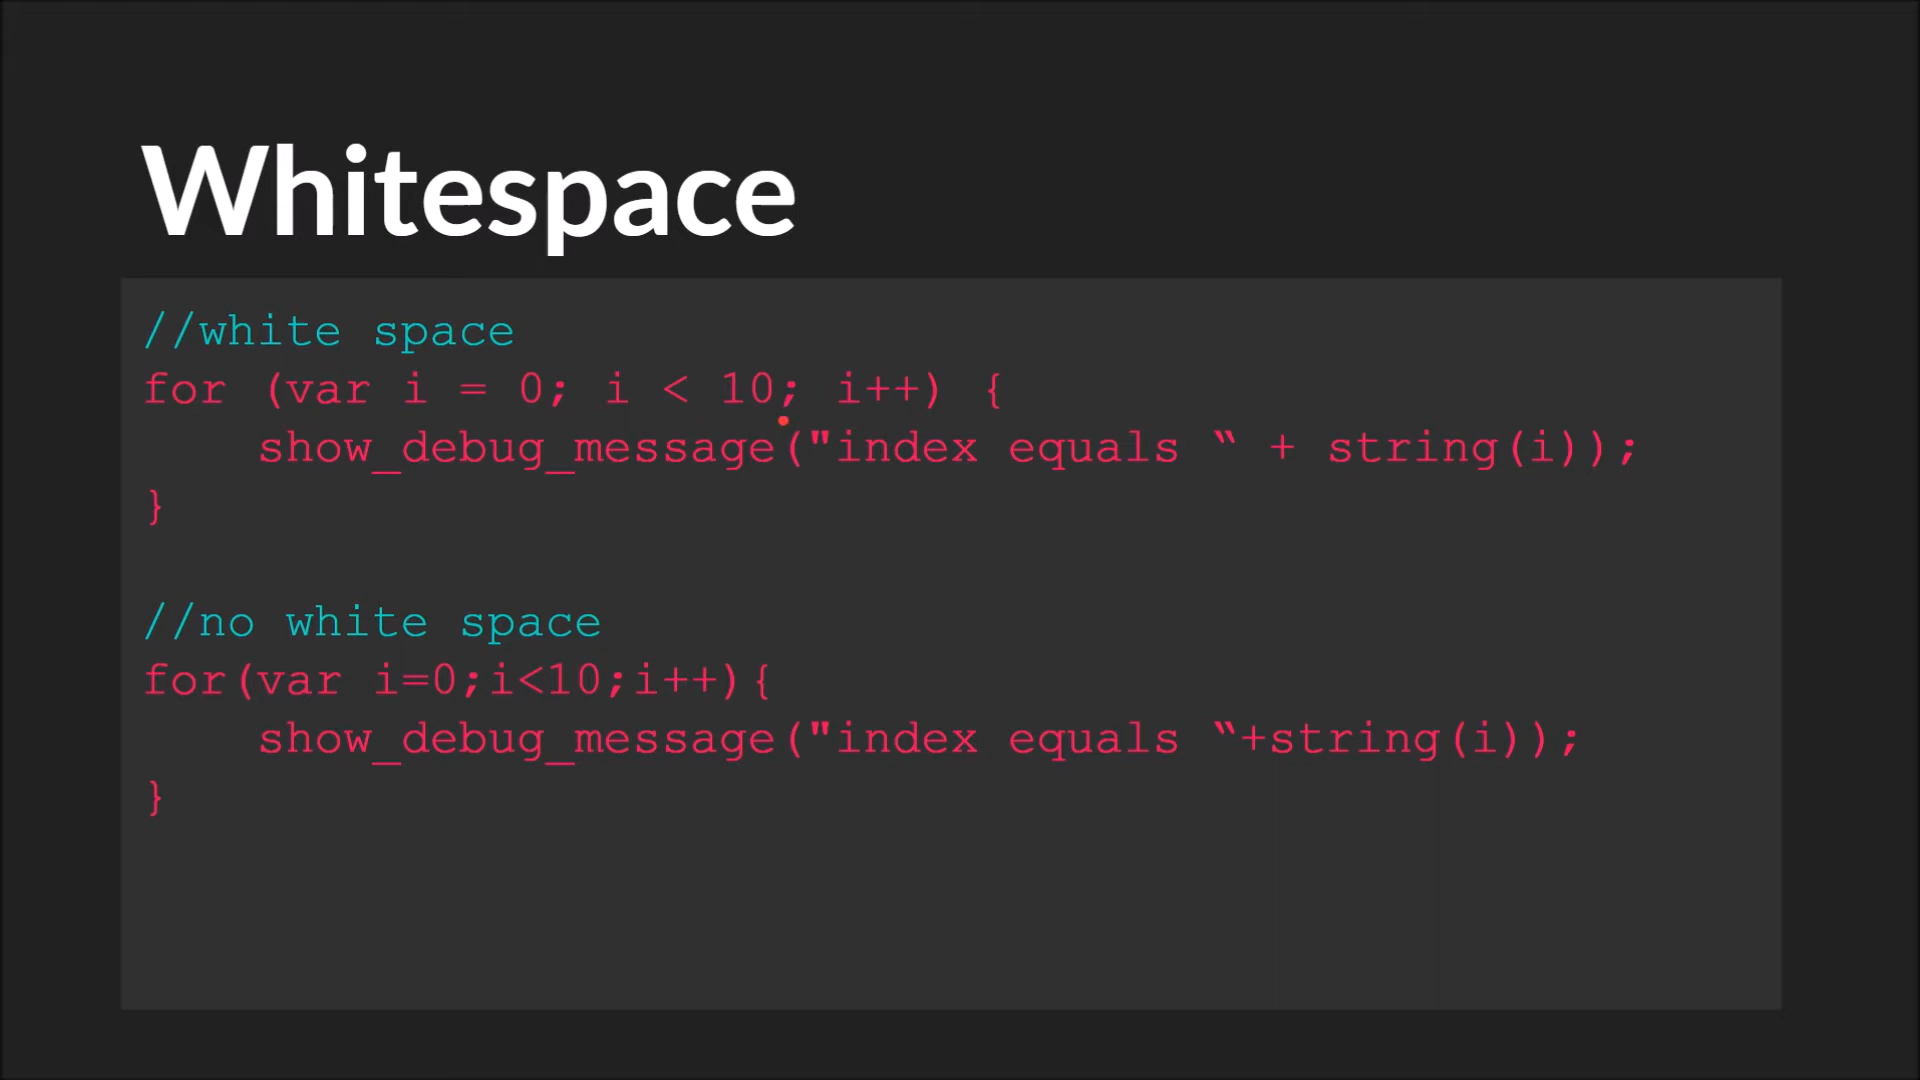 Whitespace
//white space
for (var i = 0; i < 10; i++) {
    show_debug_message("index equals “ + string(i));
}
//no white space
for(var i=0;i<10;i++){
    show_debug_message("index equals “+string(i));
}